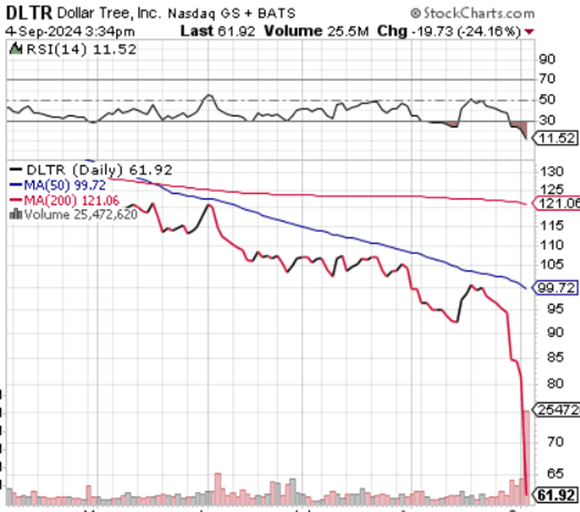 DLTR Dollar Tree, Inc. Nasdaq GS + BATS © StockCharts.com
4-Sep-2024 3:34pm Last 61.92 Volume 25.5M Chg -19.73 (-24.16%)
RSI(14) 11.52
90
70
50
30
11.52
DLTR (Daily) 61.92
MA(50) 99.72
MA(200) 121.06
Volume 25,472,620
130
125
121.06
115
110
105
99.72
95
90
85
80
25472
70
65
61.92